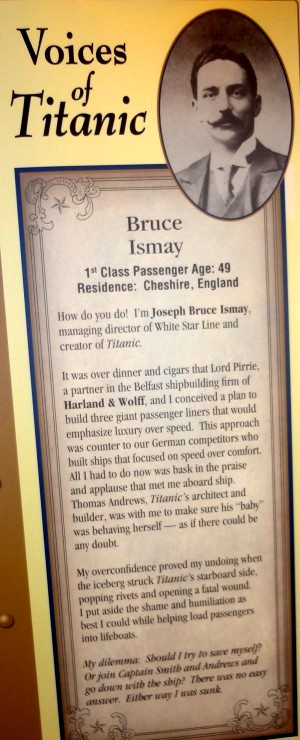 Voices
of
Titanic
Bruce
Ismay
1st Class Passenger Age: 49
Residence: Cheshire, England
How do you do! I'm Joseph Bruce Ismay,
managing director of White Star Line and
creator of Titanic.
It was over dinner and cigars that Lord Pirrie,
a partner in the Belfast shipbuilding firm of
Harland & Wolff, and I conceived a plan to
build three giant passenger liners that would
emphasize luxury over speed. This approach
was counter to our German competitors who
built ships that focused on speed over comfort.
All I had to do now was bask in the praise
and applause that met me aboard ship.
Thomas Andrews, Titanic's architect and
builder, was with me to make sure his "baby"
was behaving herself — as if there could be
any doubt.
My overconfidence proved my undoing when
the iceberg struck Titanic's starboard side,
popping rivets and opening a fatal wound.
I put aside the shame and humiliation as
best I could while helping load passengers
into lifeboats.
My dilemma: Should I try to save myself?
Or join Captain Smith and Andrews and
go down with the ship? There was no easy
answer. Either way I was sunk.